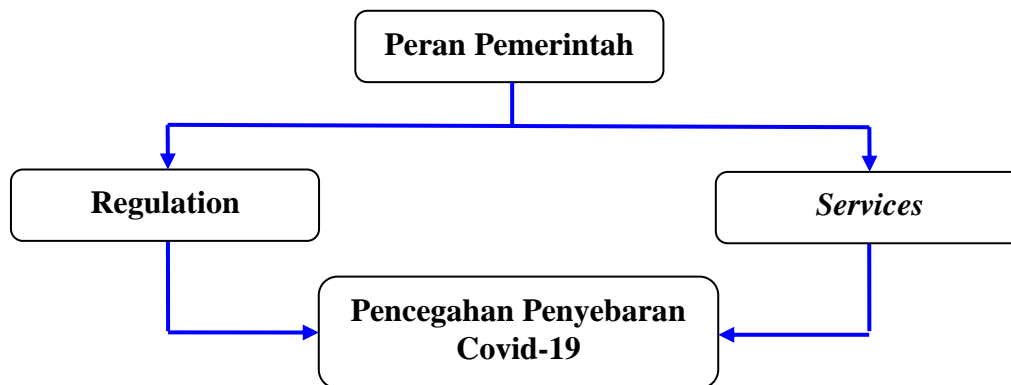 Peran Pemerintah
Regulation
Services
Pencegahan Penyebaran
Covid-19